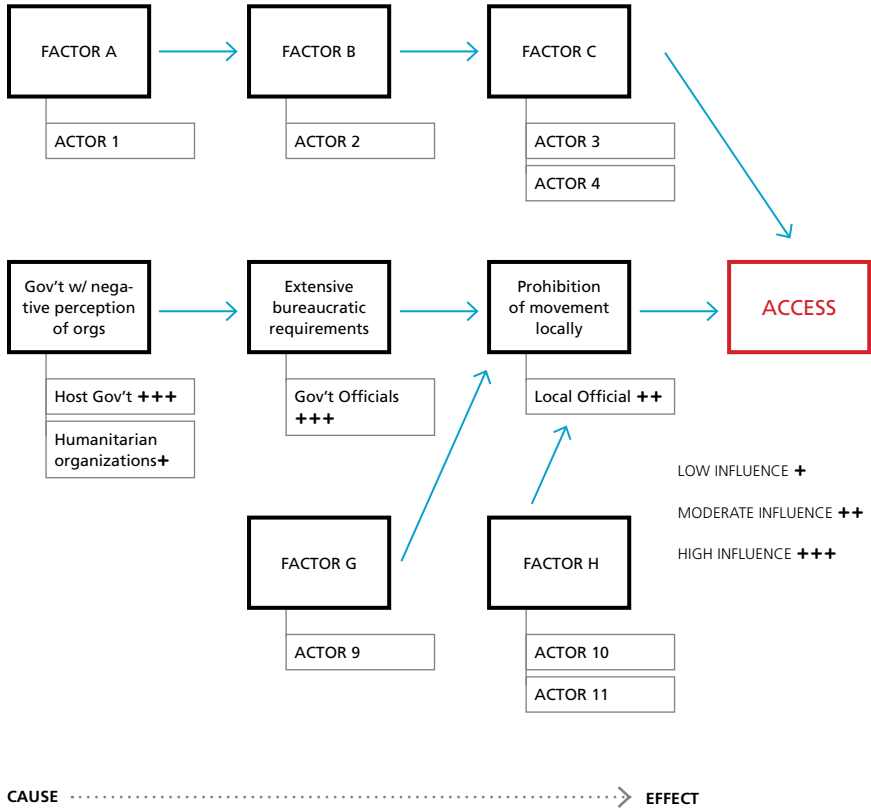 FACTOR A
FACTOR B
FACTOR C
ACTOR 1
ACTOR 2
ACTOR 3
ACTOR 4
Gov't w/ nega-
tive perception
of orgs
Extensive
bureaucratic
requirements
Prohibition
of movement
locally
ACCESS
Host Gov't +++
Humanitarian
organizations+
Gov't Officials
+++
Local Official ++
LOW INFLUENCE +
MODERATE INFLUENCE ++
HIGH INFLUENCE +++
FACTOR G
FACTOR H
ACTOR 9
ACTOR 10
ACTOR 11
CAUSE
EFFECT